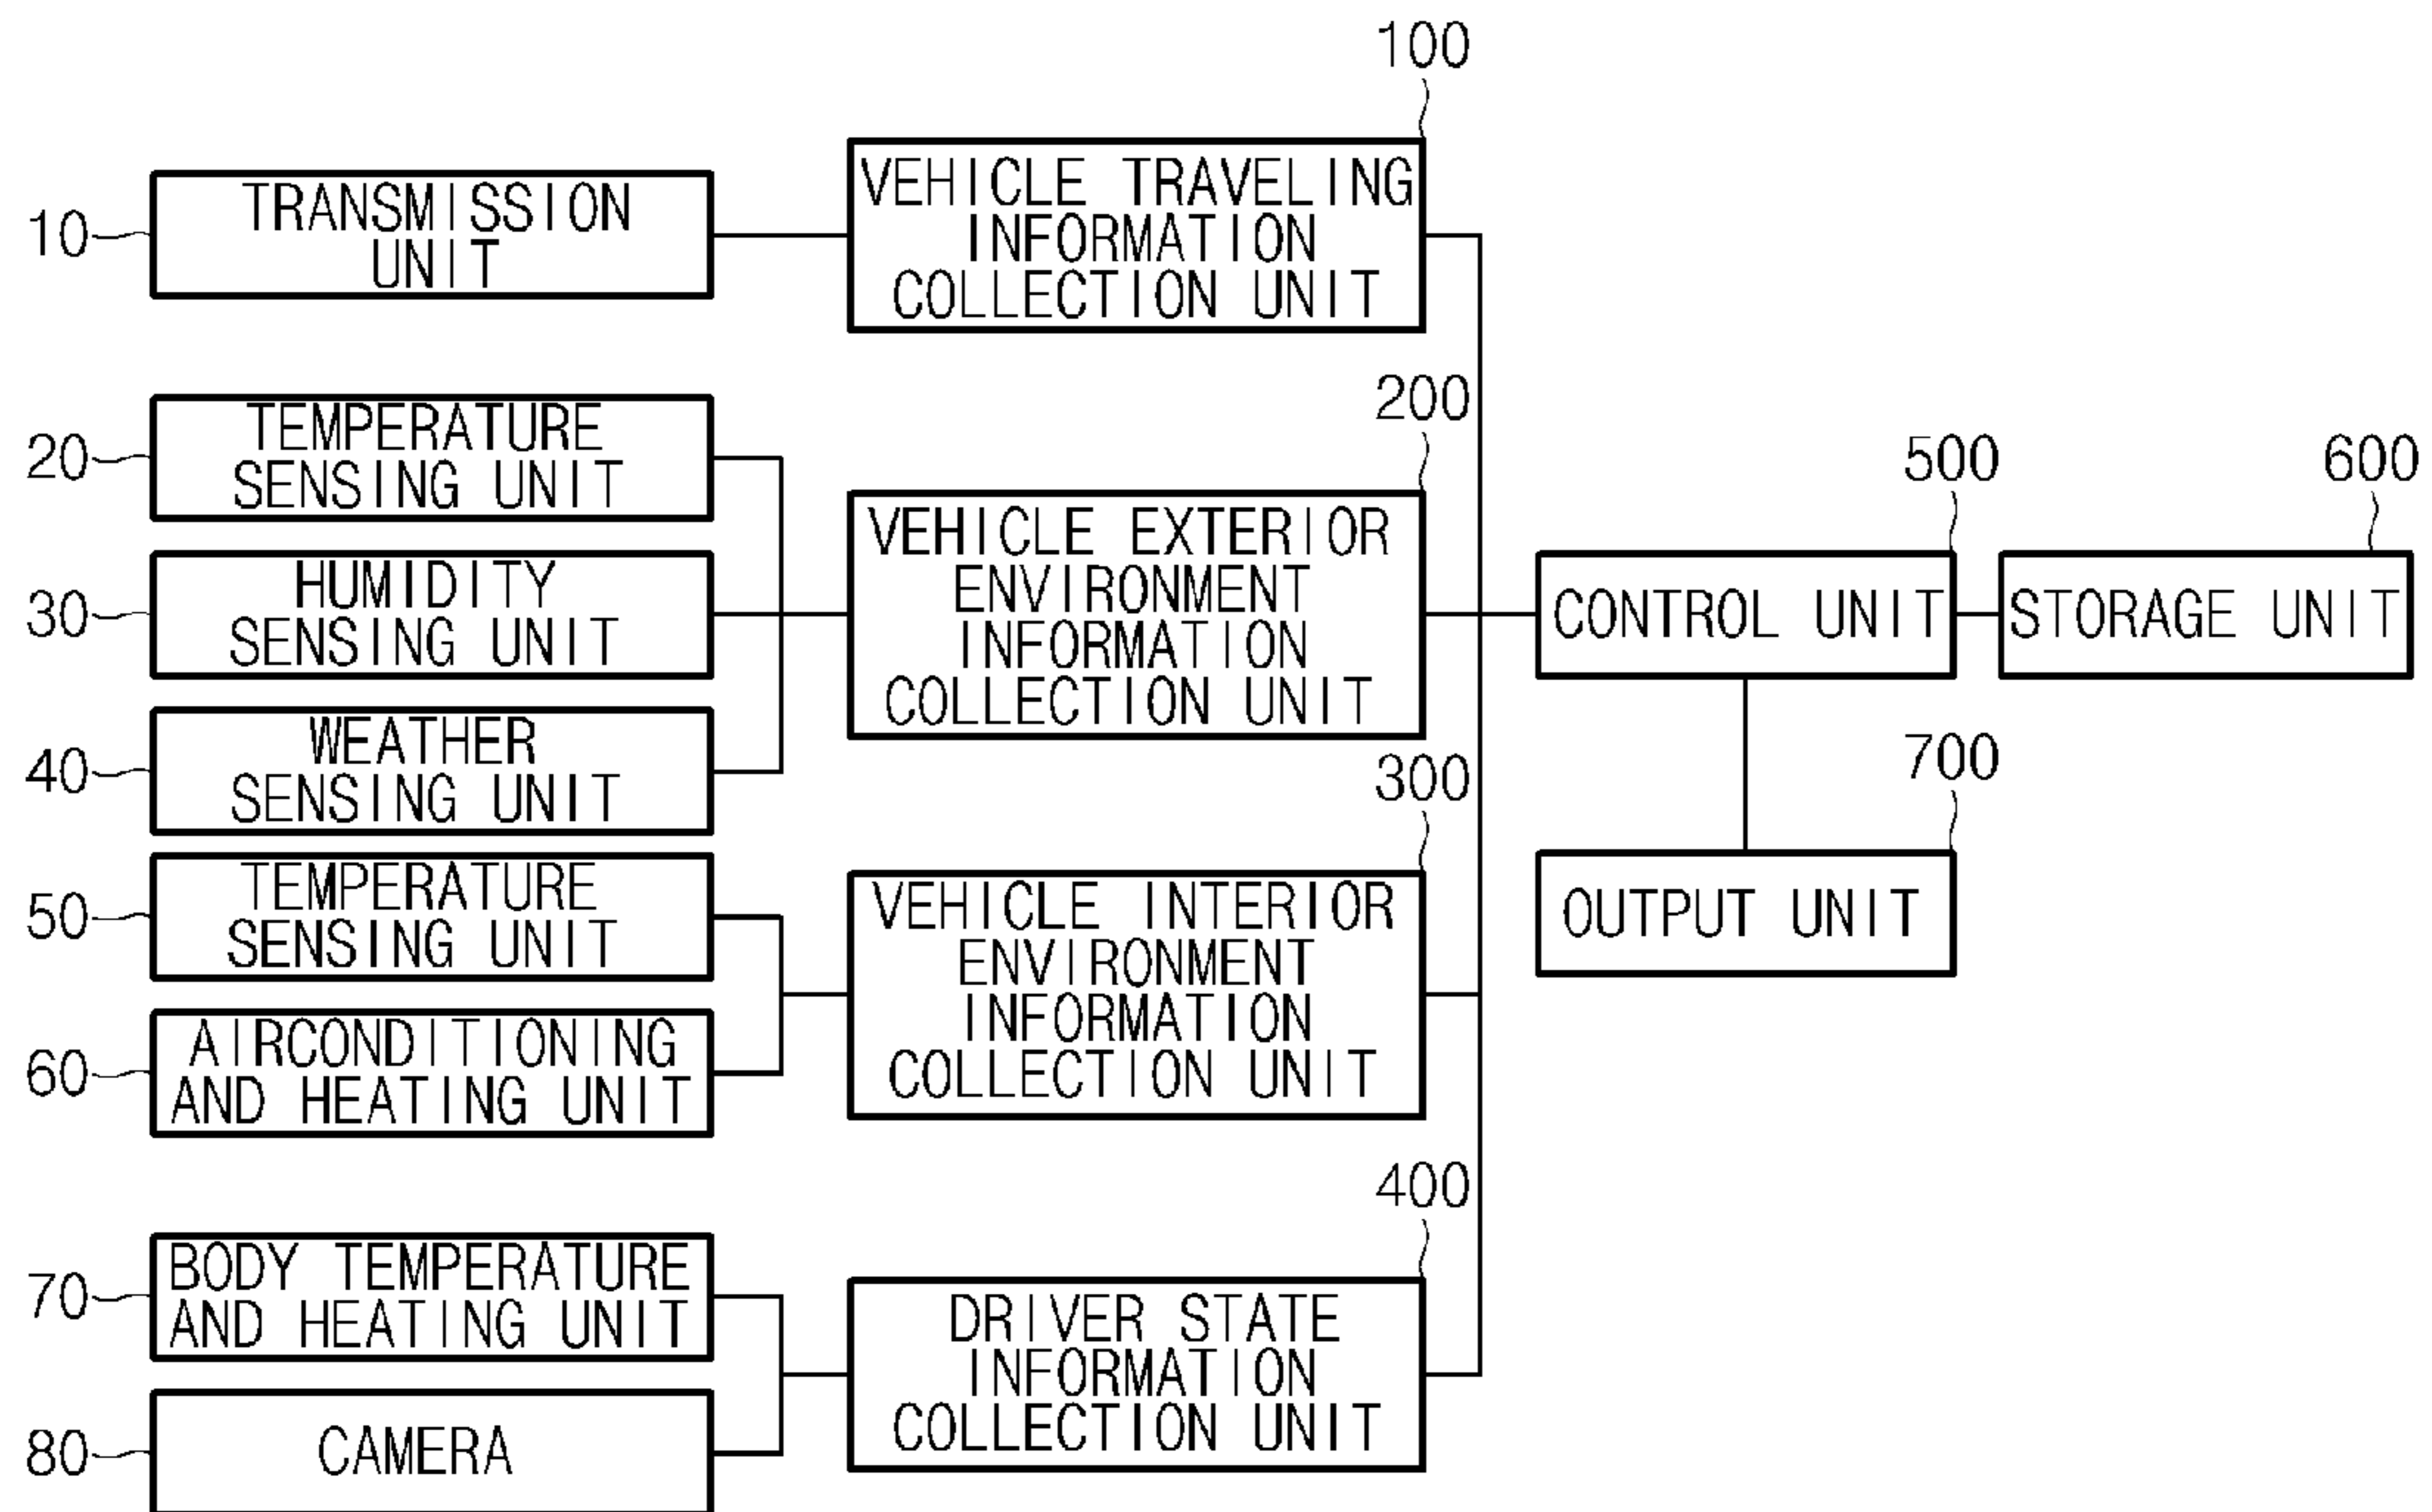 100
10
TRANSMISSION
UNIT
VEHICLE TRAVELING
INFORMATION
COLLECTION UNIT
200
20
TEMPERATURE
SENSING UNIT
30
HUMIDITY
SENSING UNIT
40
WEATHER
SENSING UNIT
VEHICLE EXTERIOR
ENVIRONMENT
INFORMATION
COLLECTION UNIT
500
CONTROL UNIT
600
STORAGE UNIT
700
OUTPUT UNIT
300
50
TEMPERATURE
SENSING UNIT
60
AIRCONDITIONING
AND HEATING UNIT
VEHICLE INTERIOR
ENVIRONMENT
INFORMATION
COLLECTION UNIT
400
70
BODY TEMPERATURE
AND HEATING UNIT
80
CAMERA
DRIVER STATE
INFORMATION
COLLECTION UNIT